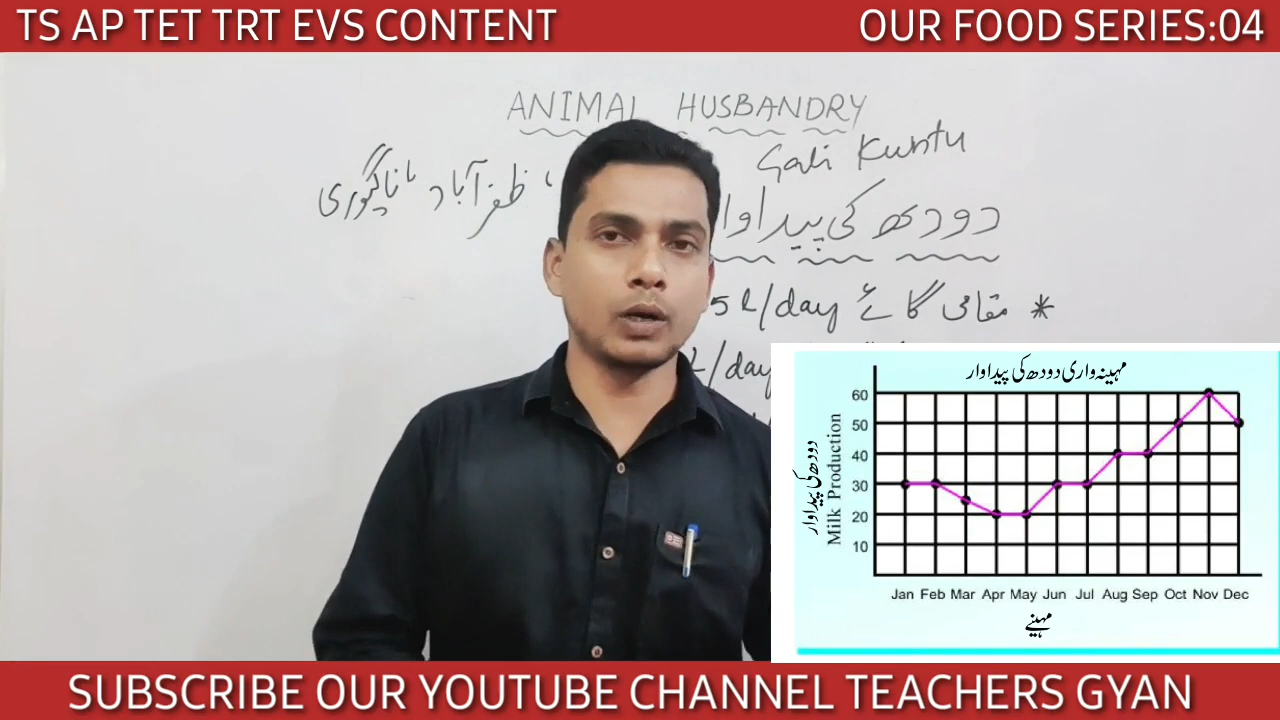 TS AP TET TRT EVS CONTENT
OUR FOOD SERIES:04
ANIMAL HUSBANDRY
Gali Kuntu
، ظفرآباد، ناگپوری
دودھ کی پیداوا
* مقامی گائے 5 L/day
L/day
مہینہ واری دودھ کی پیداوار
دودھ کی پیداوار
Milk Production
60
50
40
30
20
10
Jan Feb Mar Apr May Jun Jul Aug Sep Oct Nov Dec
مہینے
SUBSCRIBE OUR YOUTUBE CHANNEL TEACHERS GYAN